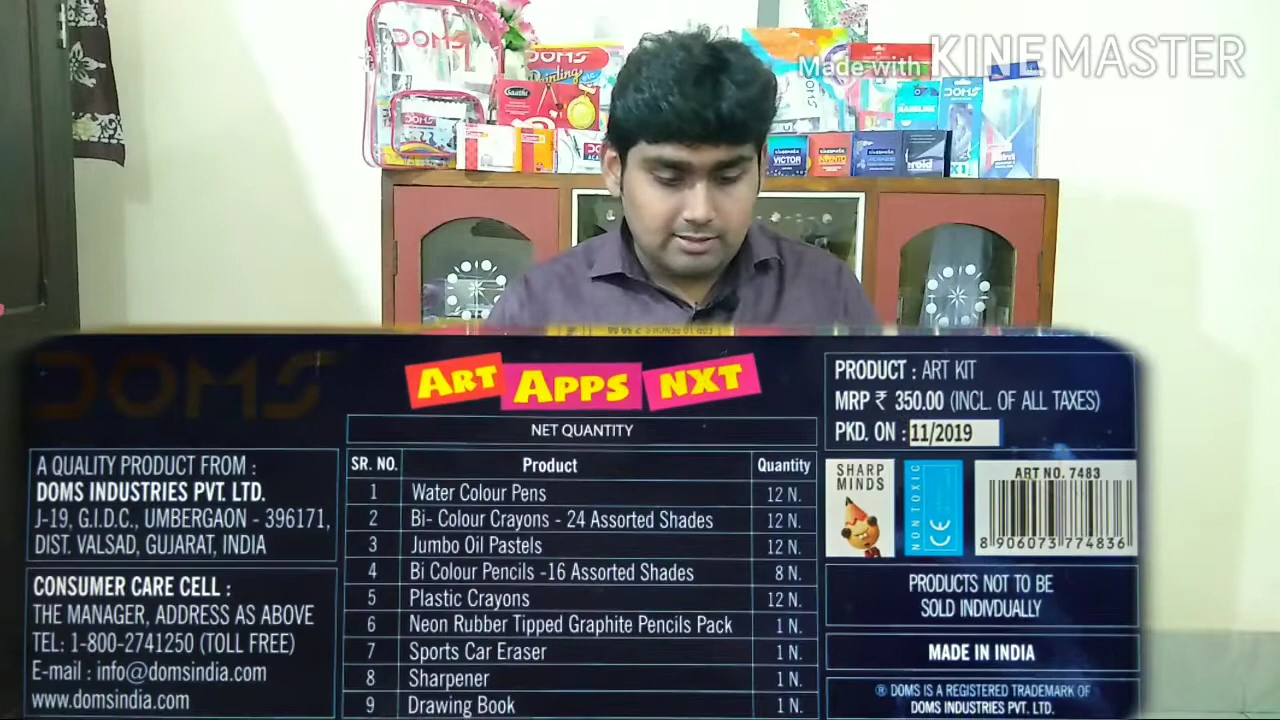 Made with KINEMASTER
DOMS
DOMS
Painting
Saathi
DOMS
VICTOR
DOMS
ART APPS NXT
NET QUANTITY
SR. NO. Product Quantity
1 Water Colour Pens 12 N.
2 Bi- Colour Crayons - 24 Assorted Shades 12 N.
3 Jumbo Oil Pastels 12 N.
4 Bi Colour Pencils -16 Assorted Shades 8 N.
5 Plastic Crayons 12 N.
6 Neon Rubber Tipped Graphite Pencils Pack 1 N.
7 Sports Car Eraser 1 N.
8 Sharpener 1 N.
9 Drawing Book 1 N.
A QUALITY PRODUCT FROM :
DOMS INDUSTRIES PVT. LTD.
J-19, G.I.D.C., UMBERGAON - 396171,
DIST. VALSAD, GUJARAT, INDIA
CONSUMER CARE CELL :
THE MANAGER, ADDRESS AS ABOVE
TEL: 1-800-2741250 (TOLL FREE)
E-mail : info@domsindia.com
www.domsindia.com
PRODUCT : ART KIT
MRP ₹ 350.00 (INCL. OF ALL TAXES)
PKD. ON : 11/2019
SHARP
MINDS
NON TOXIC
CE
ART NO. 7483
8 906073 774836
PRODUCTS NOT TO BE
SOLD INDIVDUALLY
MADE IN INDIA
® DOMS IS A REGISTERED TRADEMARK OF
DOMS INDUSTRIES PVT. LTD.